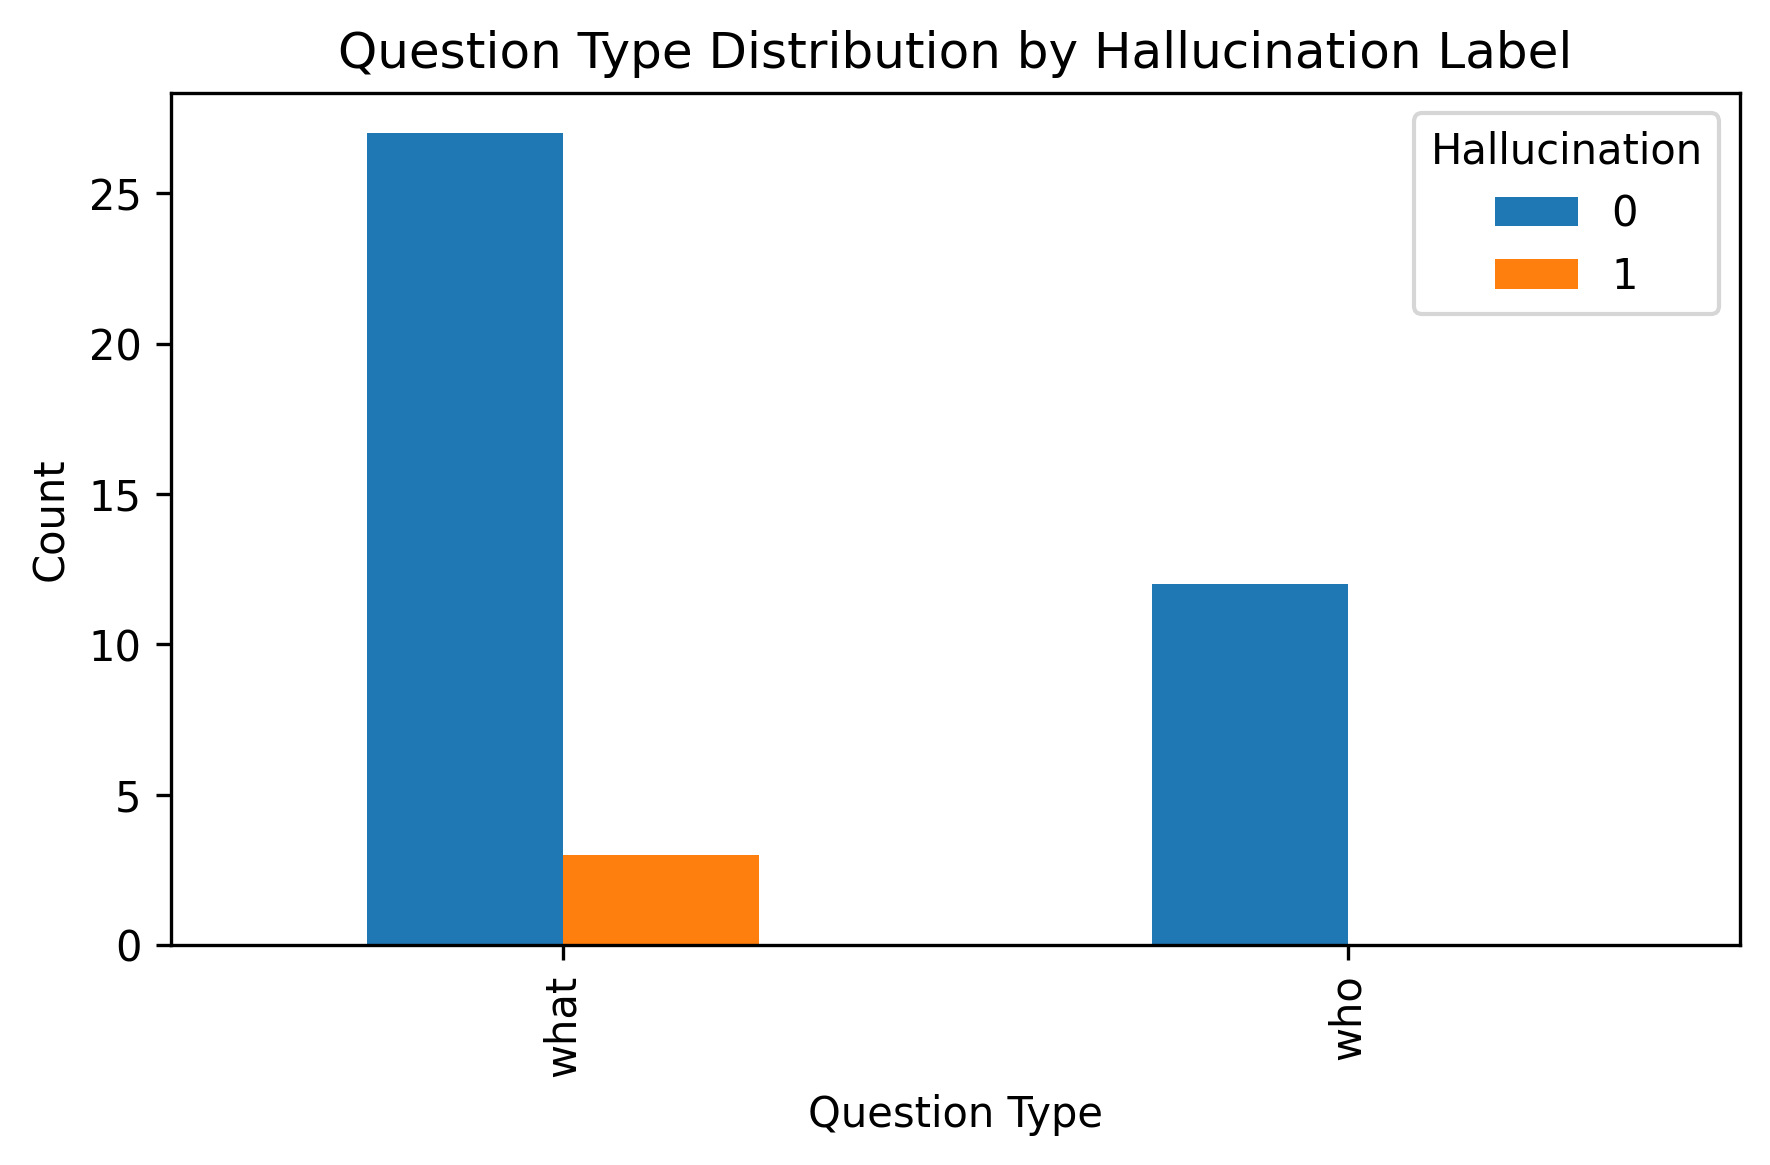 Question Type Distribution by Hallucination Label
Hallucination
0
1
25
20
15
10
5
0
Count
what
who
Question Type